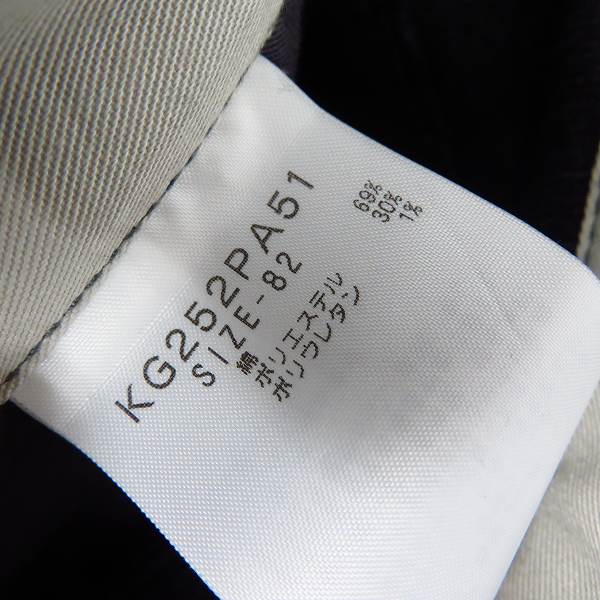 KG252PA51
SIZE-82
綿 69%
ポリエステル 30%
ポリウレタン 1%